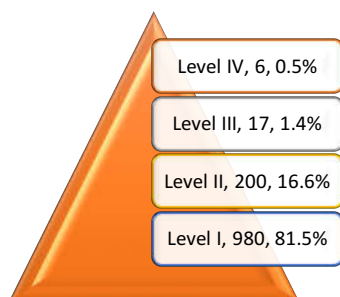 Level IV, 6, 0.5%
Level III, 17, 1.4%
Level II, 200, 16.6%
Level I, 980, 81.5%